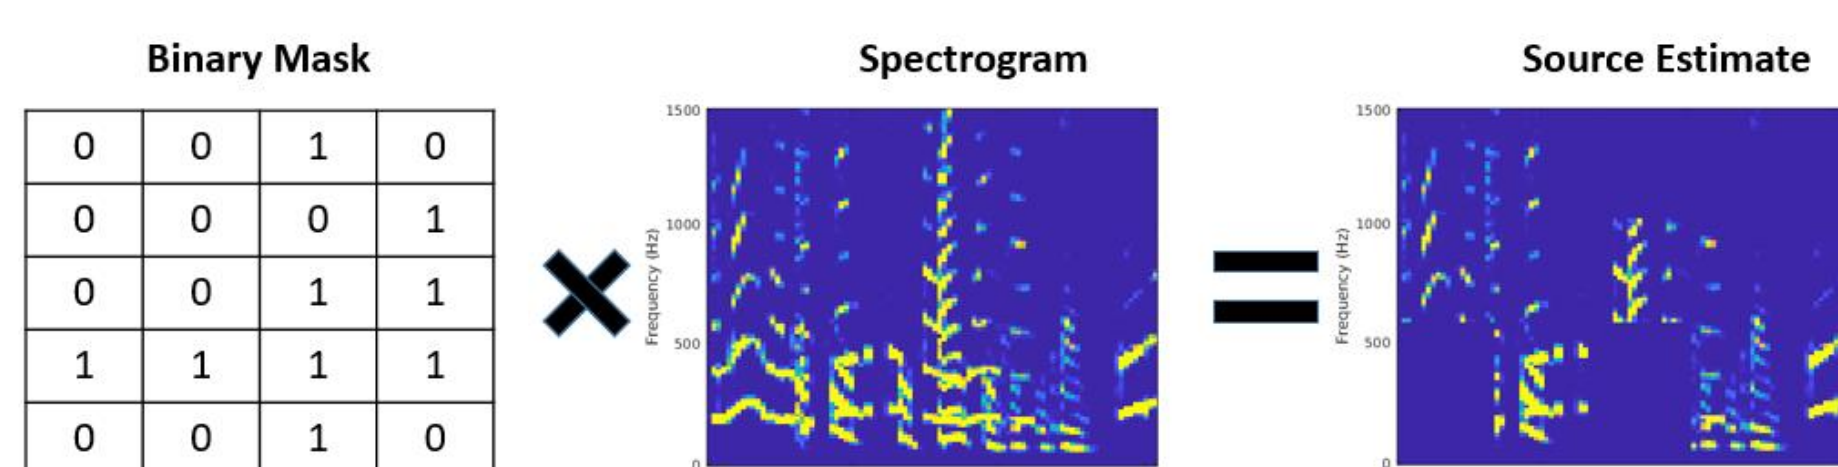 Binary Mask
Spectrogram
Source Estimate
0 0 1 0
0 0 0 1
0 0 1 1
1 1 1 1
0 0 1 0
1500
1000
500
0
Frequency (Hz)
1500
1000
500
0
Frequency (Hz)